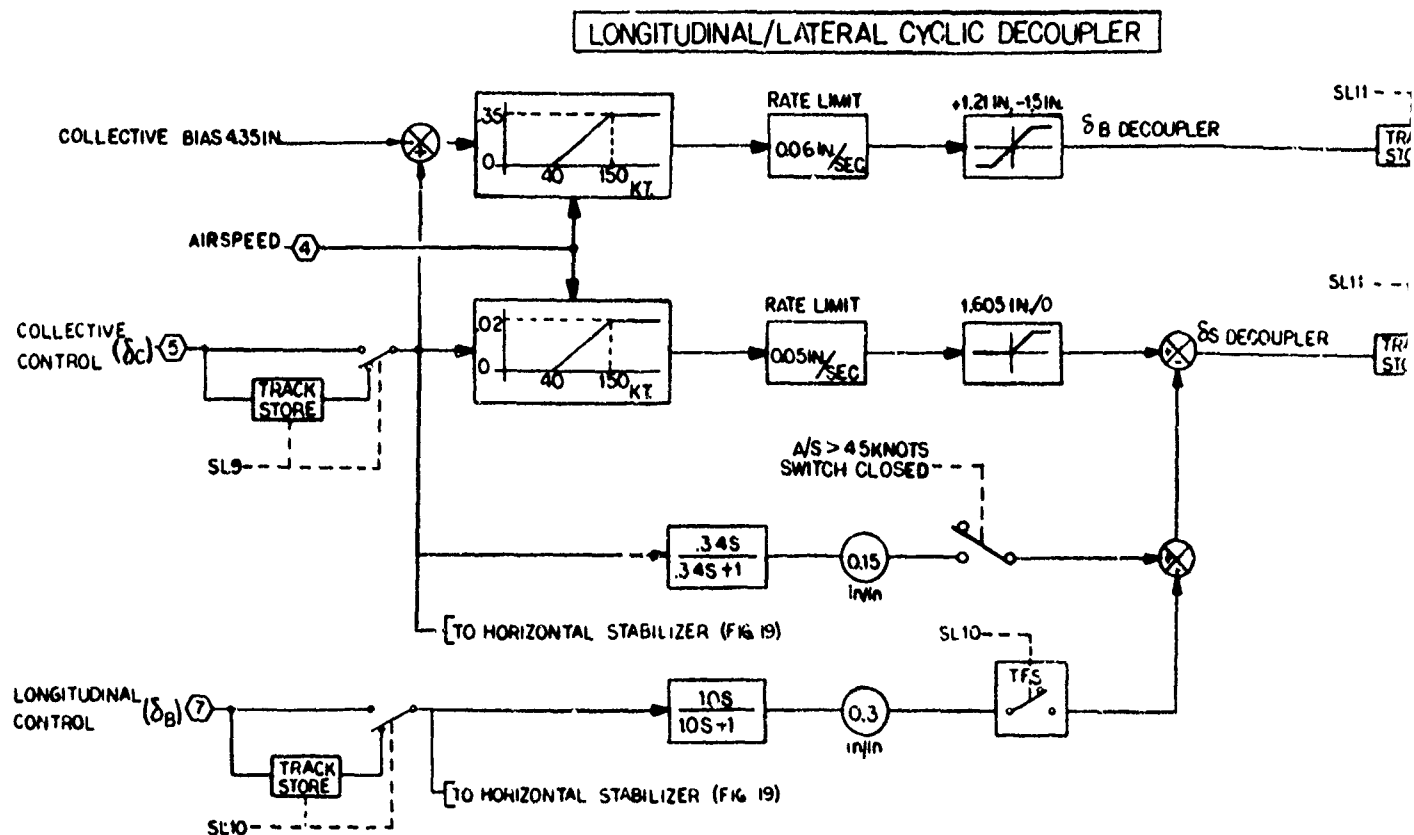 LONGITUDINAL/LATERAL CYCLIC DECOUPLER
SL11
COLLECTIVE BIAS 4.35 IN.
.35
0
40
150
KT.
RATE LIMIT
0.06 IN/SEC
+1.21 IN, -1.5 IN.
δB DECOUPLER
AIRSPEED 4
SL11
COLLECTIVE
CONTROL (δC) 5
.02
0
40
150
KT.
RATE LIMIT
0.05 IN/SEC
1.605 IN/0
δS DECOUPLER
TRACK
STORE
SL9
A/S > 45 KNOTS
SWITCH CLOSED
.34S
.34S+1
0.15
in/in
TO HORIZONTAL STABILIZER (FIG. 19)
SL10
LONGITUDINAL
CONTROL (δB) 7
10S
10S+1
0.3
in/in
TFS
TRACK
STORE
TO HORIZONTAL STABILIZER (FIG. 19)
SL10